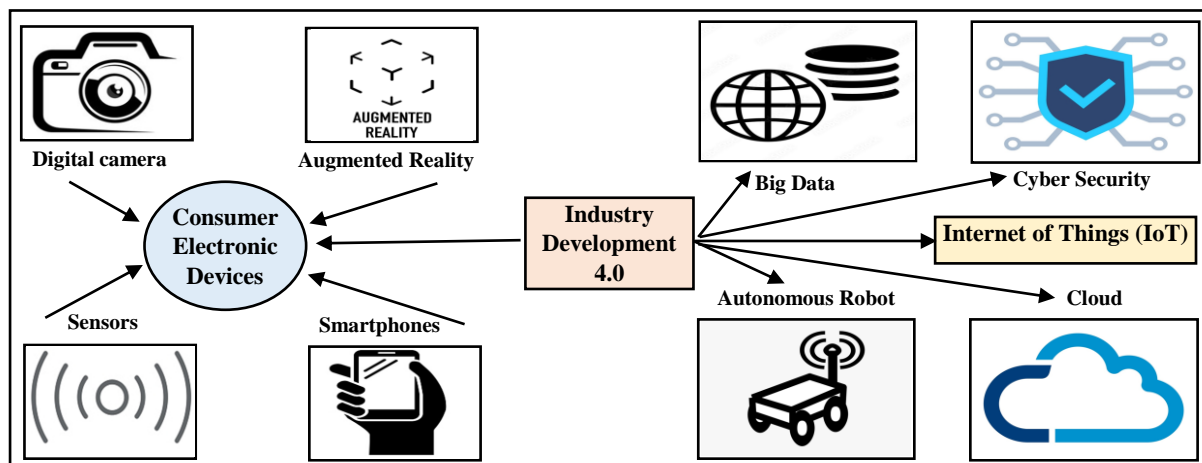 AUGMENTED
REALITY
Digital camera
Augmented Reality
Big Data
Cyber Security
Consumer
Electronic
Devices
Industry
Development
4.0
Internet of Things (IoT)
Sensors
Smartphones
Autonomous Robot
Cloud